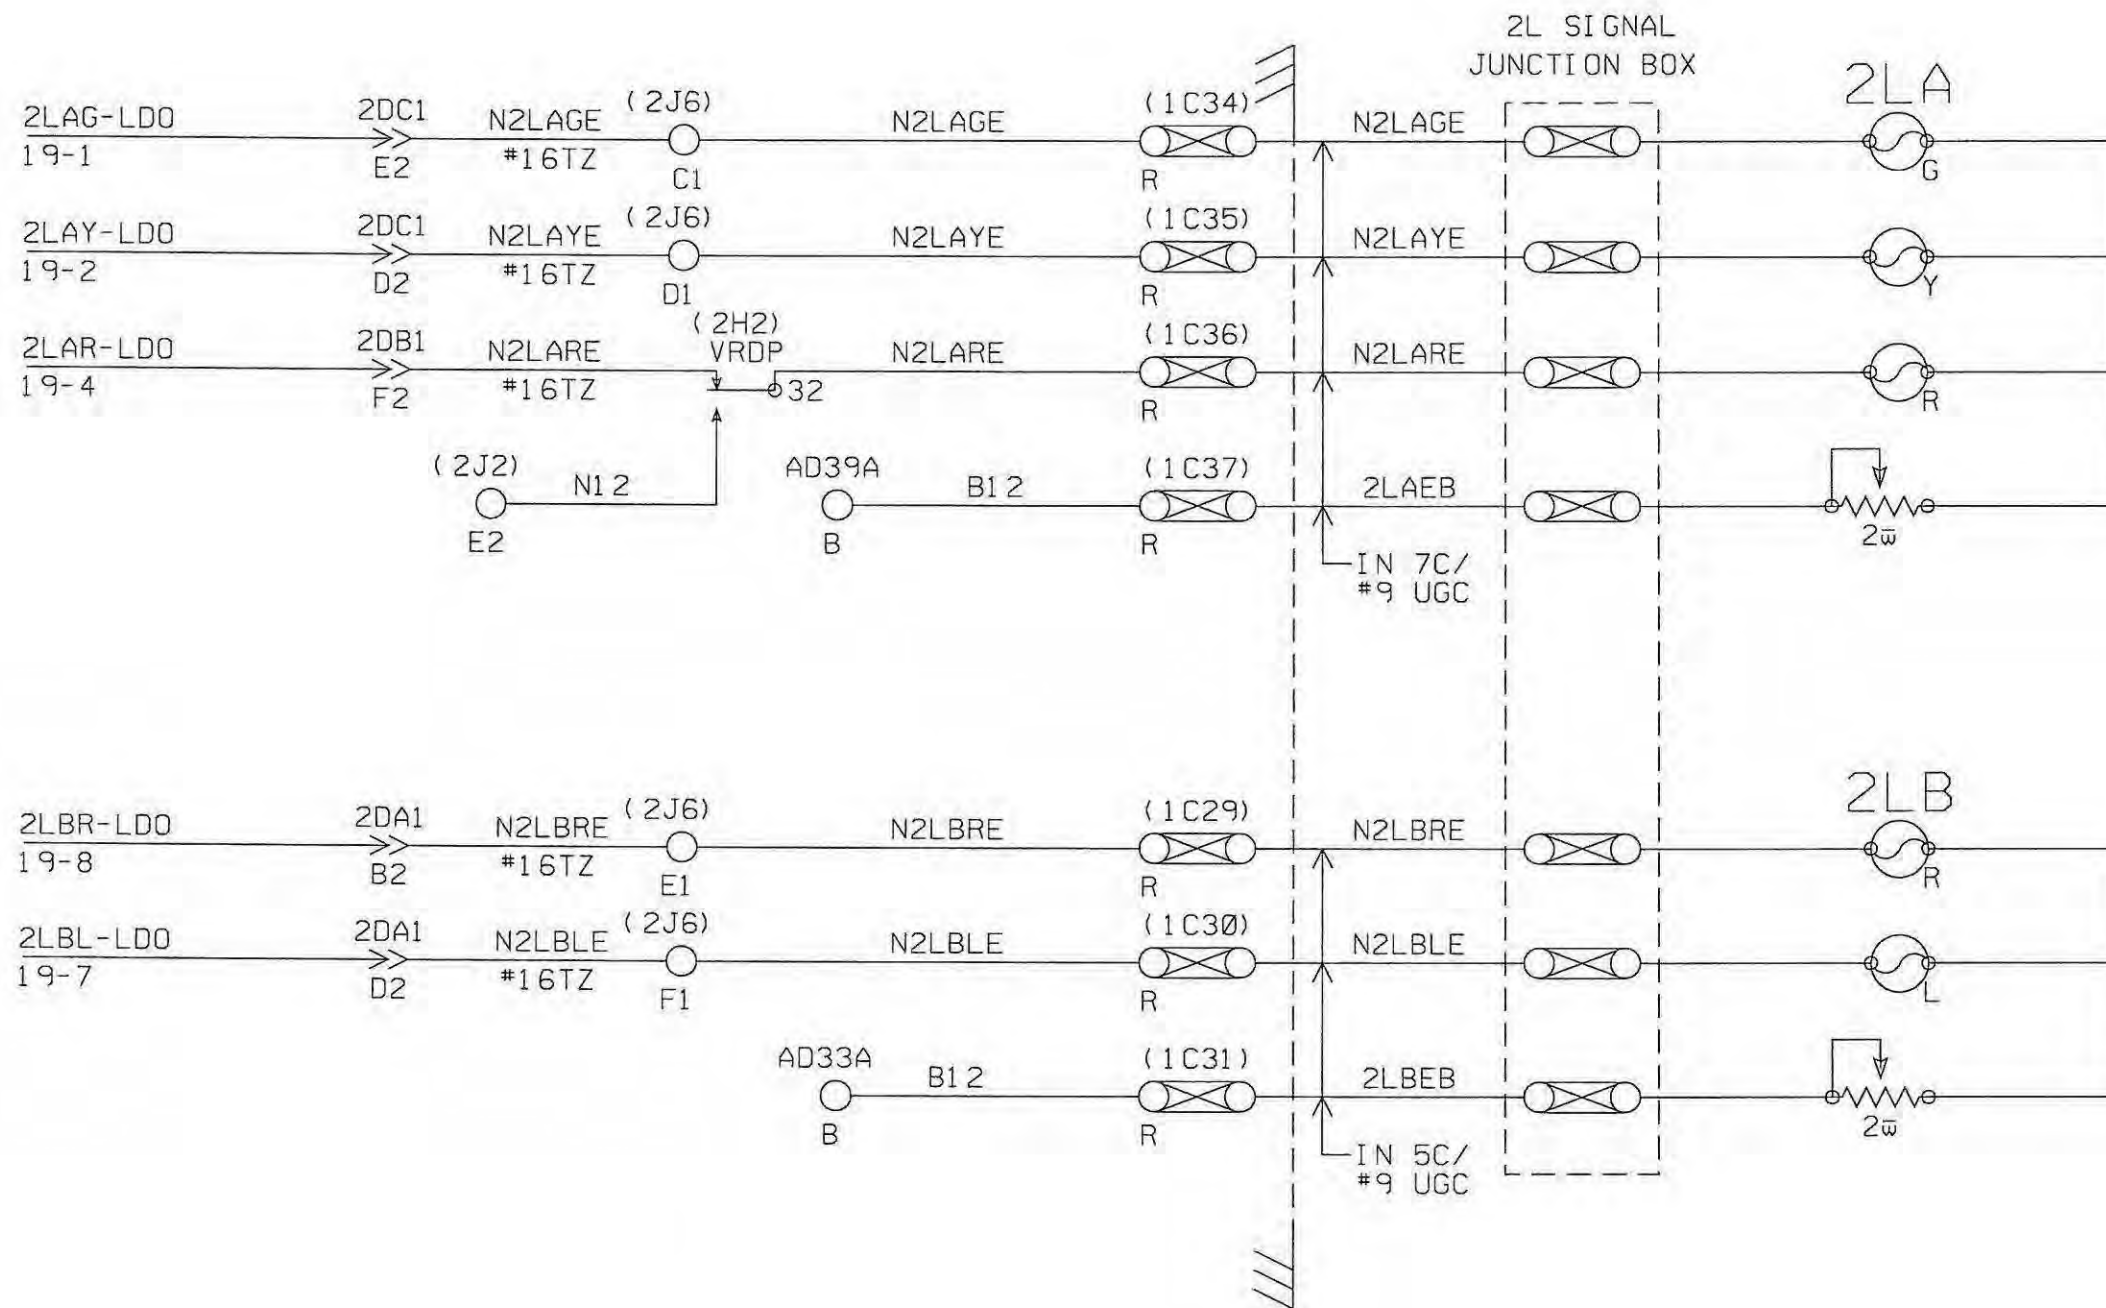 2L SIGNAL
JUNCTION BOX
2LA
2LAG-LDO
19-1
2DC1
E2
N2LAGE
#16TZ
(2J6)
C1
N2LAGE
(1C34)
R
N2LAGE
G
2LAY-LDO
19-2
2DC1
D2
N2LAYE
#16TZ
(2J6)
D1
N2LAYE
(1C35)
R
N2LAYE
Y
2LAR-LDO
19-4
2DB1
F2
N2LARE
#16TZ
(2H2)
VRDP
32
N2LARE
(1C36)
R
N2LARE
R
(2J2)
E2
N12
AD39A
B
B12
(1C37)
R
2LAEB
2w̅
IN 7C/
#9 UGC
2LB
2LBR-LDO
19-8
2DA1
B2
N2LBRE
#16TZ
(2J6)
E1
N2LBRE
(1C29)
R
N2LBRE
R
2LBL-LDO
19-7
2DA1
D2
N2LBLE
#16TZ
(2J6)
F1
N2LBLE
(1C30)
R
N2LBLE
L
AD33A
B
B12
(1C31)
R
2LBEB
2w̅
IN 5C/
#9 UGC